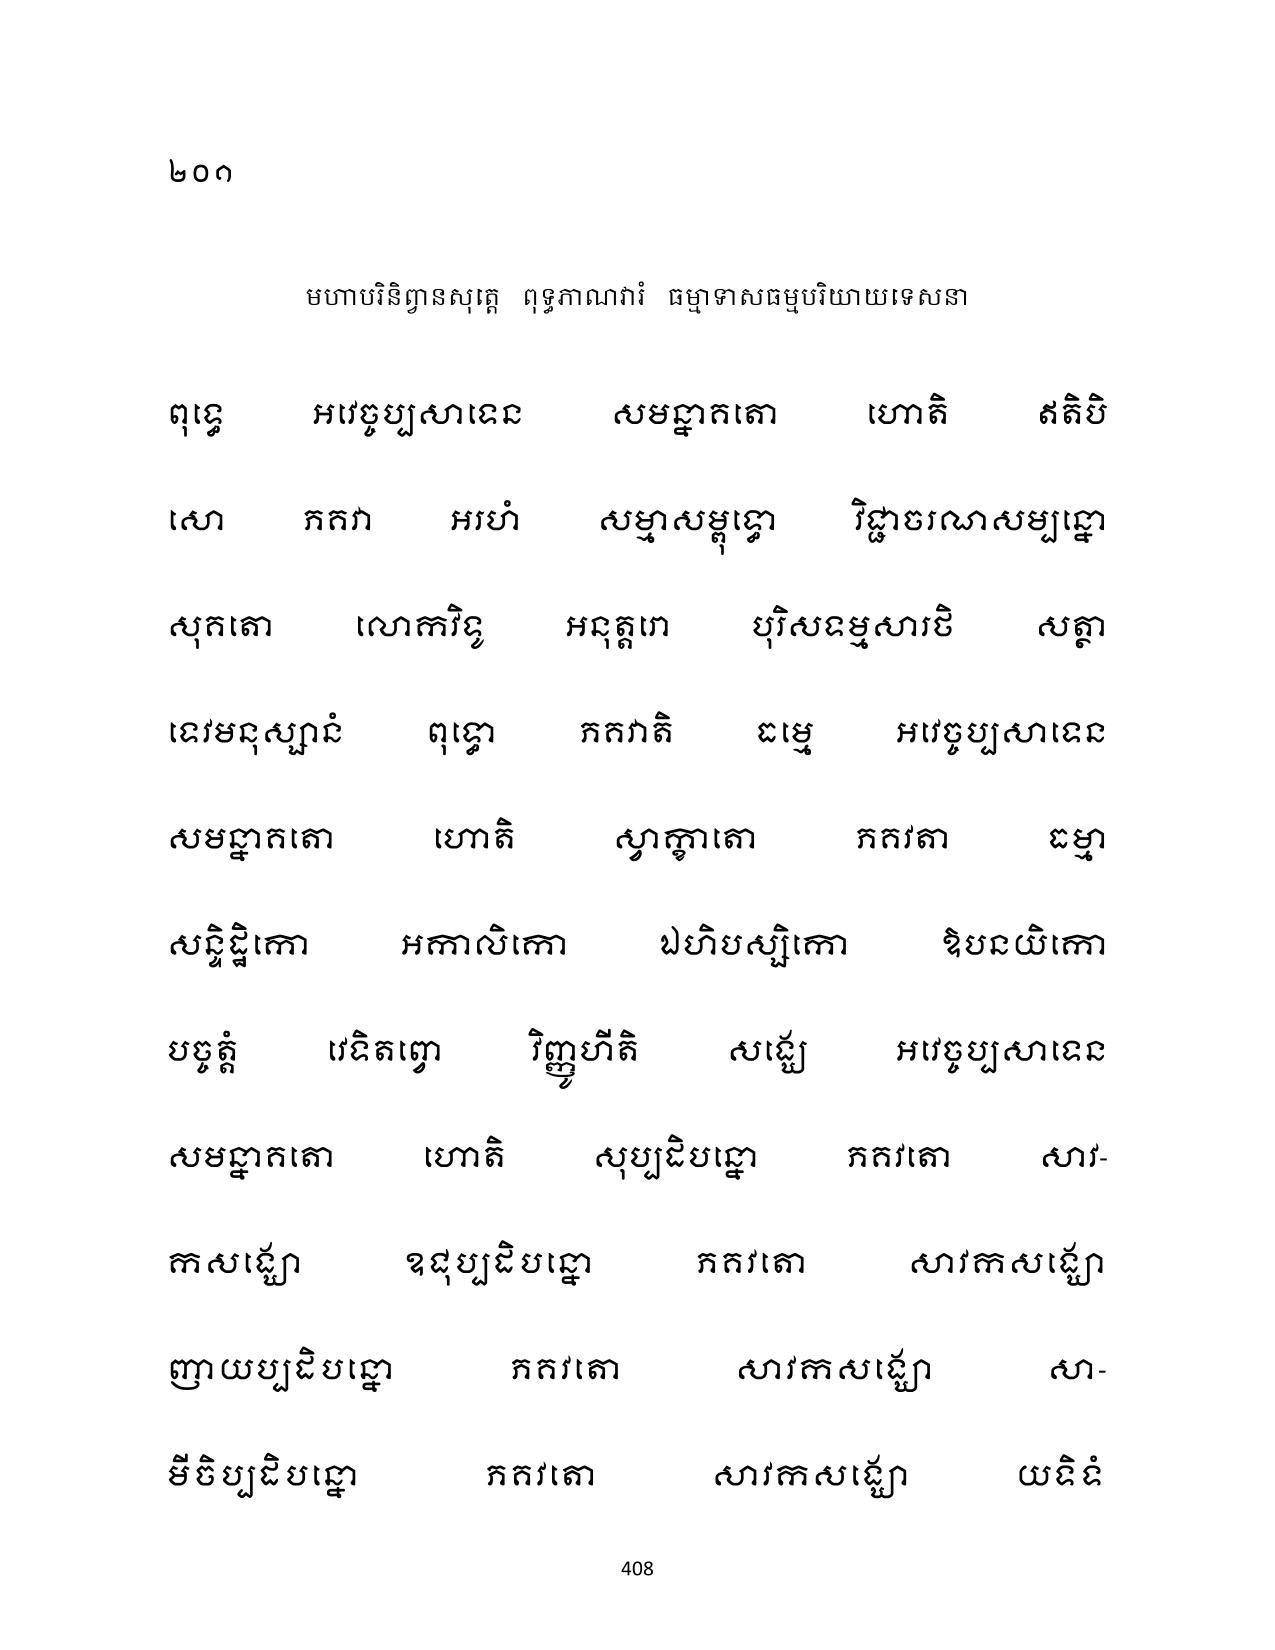 ២០១
មហាបរិនិព្វានសុត្តេ ពុទ្ធភាណវារំ ធម្មាទាសធម្មបរិយាយទេសនា
ពុទ្ធេ អវេច្ចប្បសាទេន សមន្នាគតោ ហោតិ ឥតិបិ
សោ ភគវា អរហំ សម្មាសម្ពុទ្ធោ វិជ្ជាចរណសម្បន្នោ
សុគតោ លោកវិទូ អនុត្តរោ បុរិសទម្មសារថិ សត្ថា
ទេវមនុស្សានំ ពុទ្ធោ ភគវាតិ ធម្មេ អវេច្ចប្បសាទេន
សមន្នាគតោ ហោតិ ស្វាក្ខាតោ ភគវតា ធម្មា
សន្ទិដ្ឋិកោ អកាលិកោ ឯហិបស្សិកោ ឱបនយិកោ
បច្ចត្តំ វេទិតព្វោ វិញ្ញូហីតិ សង្ឃេ អវេច្ចប្បសាទេន
សមន្នាគតោ ហោតិ សុប្បដិបន្នោ ភគវតោ សាវ-
កសង្ឃោ ឧជុប្បដិបន្នោ ភគវតោ សាវកសង្ឃោ
ញាយប្បដិបន្នោ ភគវតោ សាវកសង្ឃោ សា-
មីចិប្បដិបន្នោ ភគវតោ សាវកសង្ឃោ យទិទំ
408